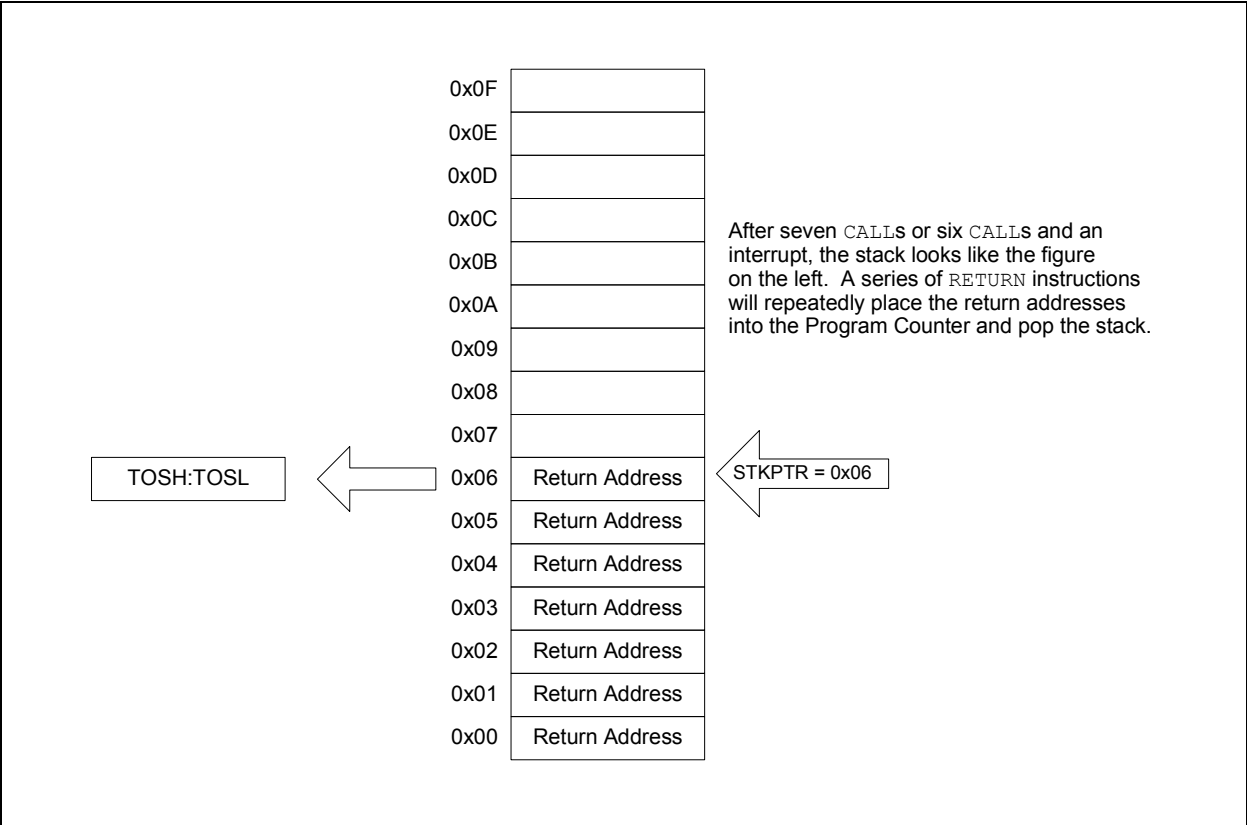 0x0F
0x0E
0x0D
0x0C
0x0B
0x0A
0x09
0x08
0x07
After seven CALLs or six CALLs and an
interrupt, the stack looks like the figure
on the left. A series of RETURN instructions
will repeatedly place the return addresses
into the Program Counter and pop the stack.
TOSH:TOSL
0x06 Return Address
STKPTR = 0x06
0x05 Return Address
0x04 Return Address
0x03 Return Address
0x02 Return Address
0x01 Return Address
0x00 Return Address